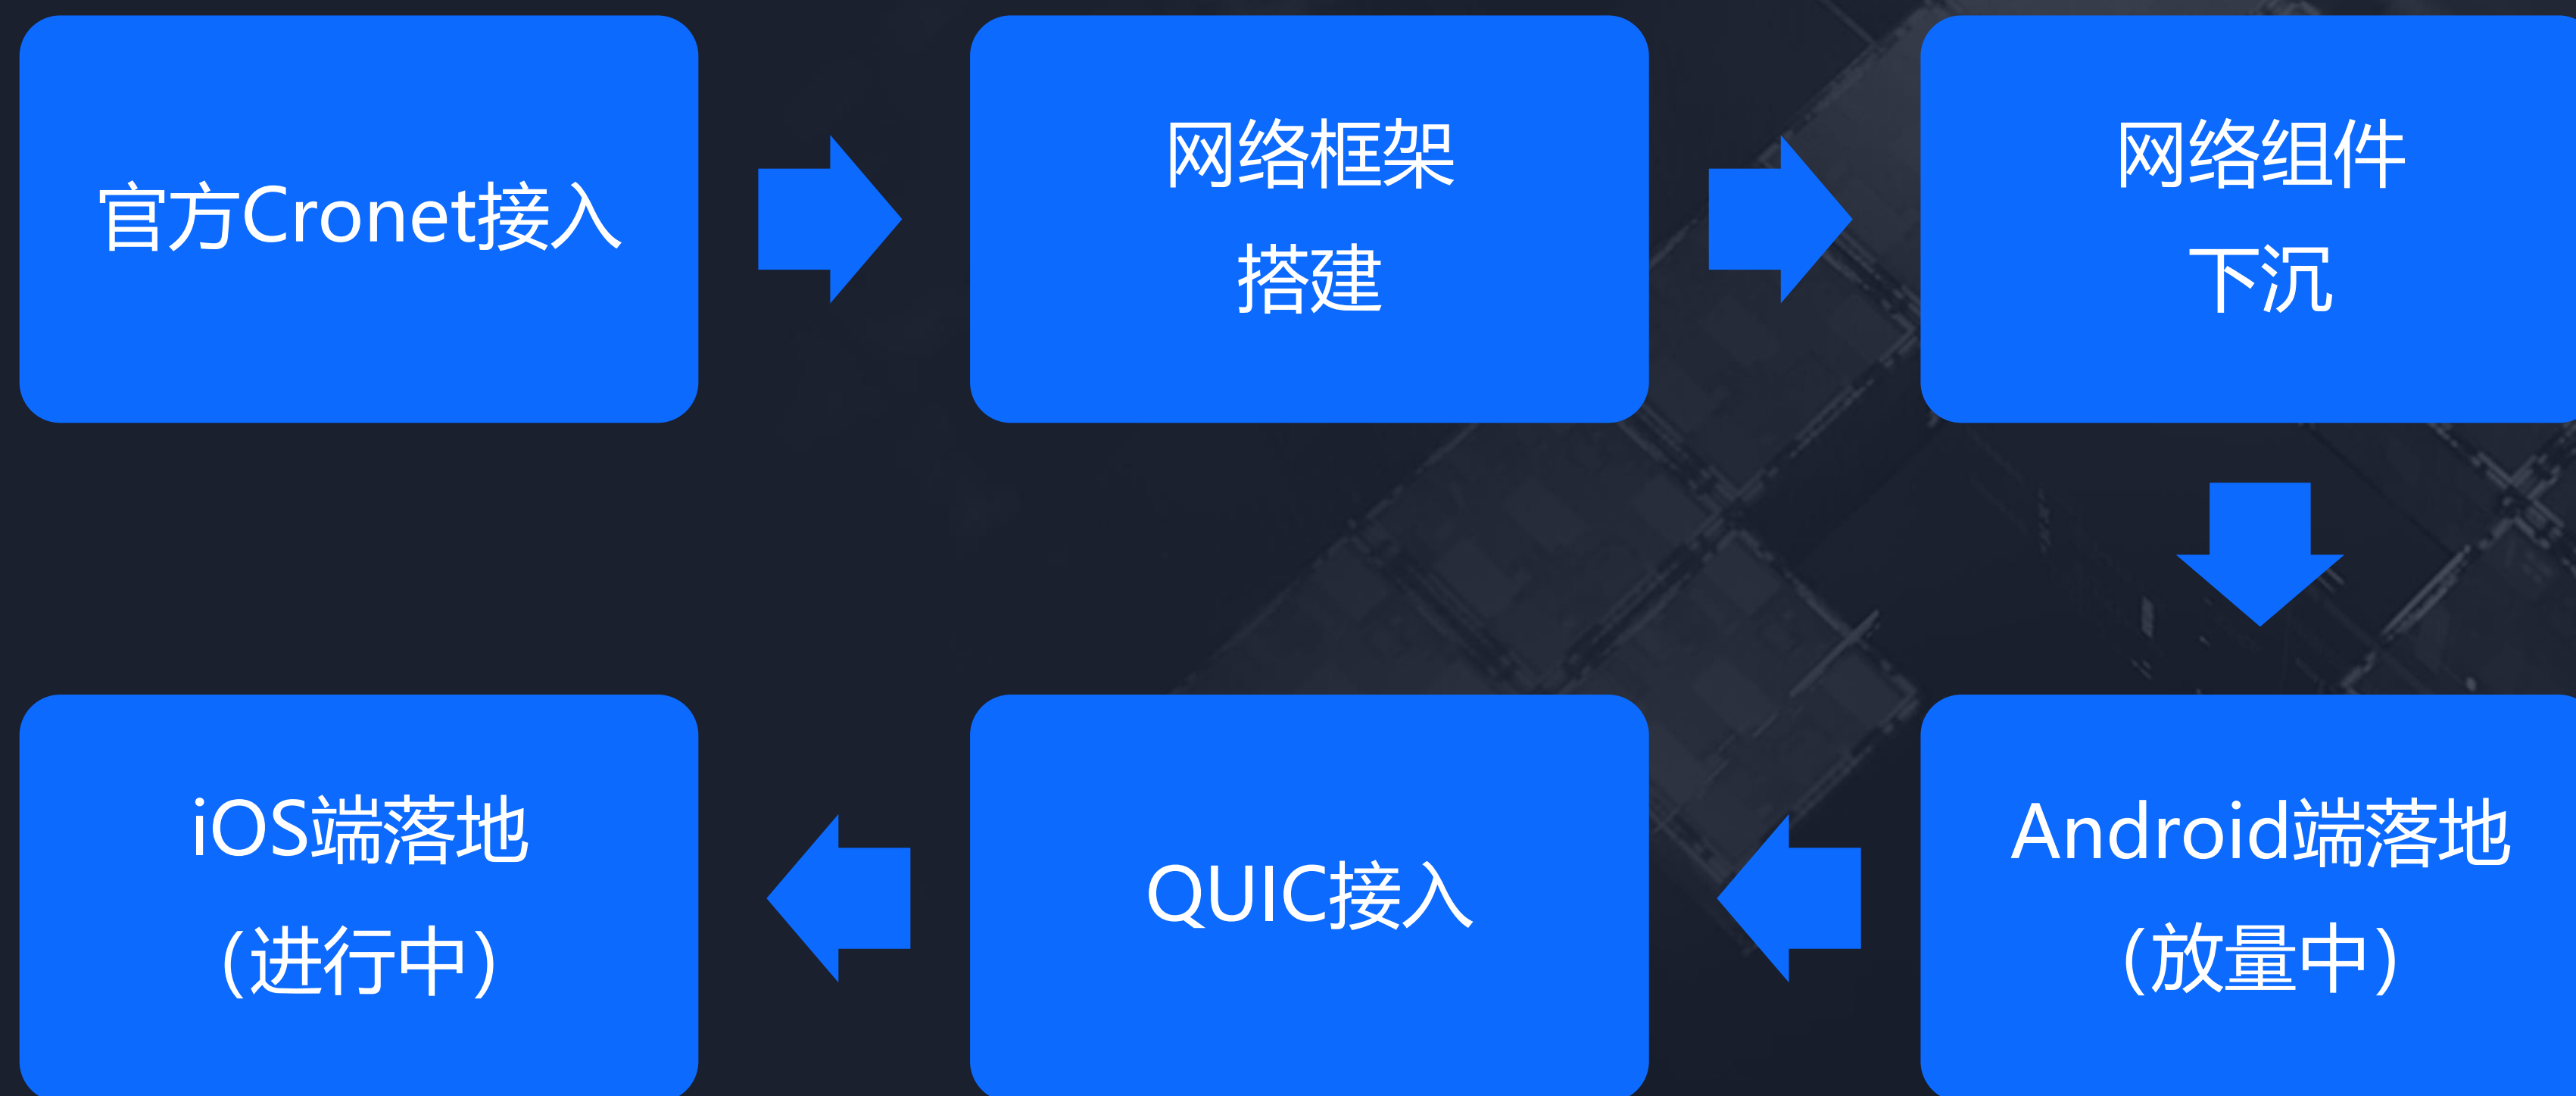 官方Cronet接入
网络框架
搭建
网络组件
下沉
Android端落地
（放量中）
QUIC接入
iOS端落地
（进行中）